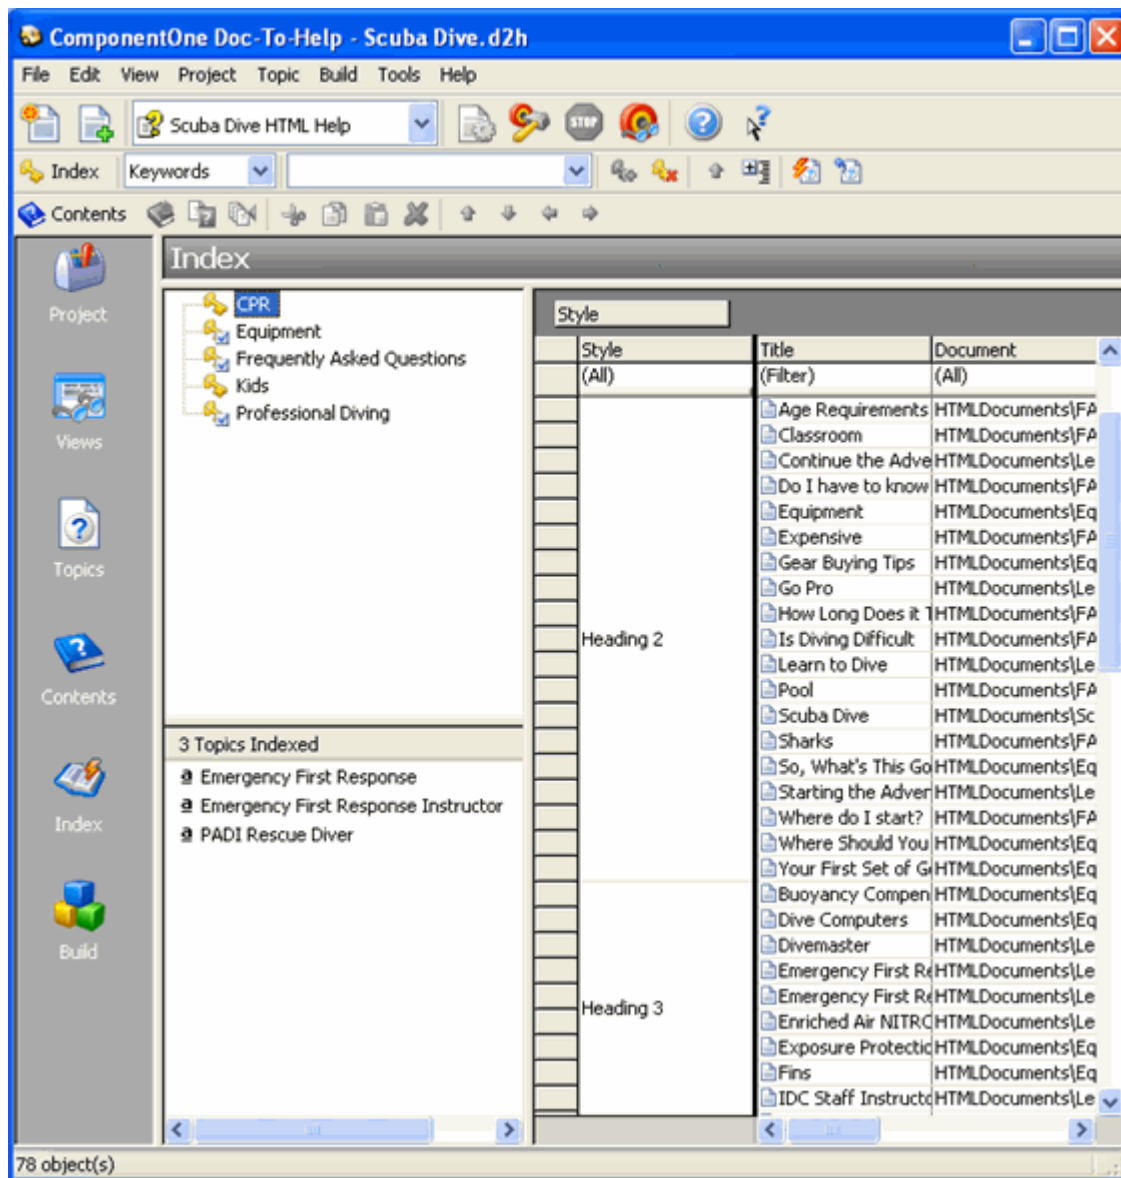 ComponentOne Doc-To-Help - Scuba Dive.d2h
File Edit View Project Topic Build Tools Help
Scuba Dive HTML Help STOP
Index Keywords
Contents
Project
Views
Topics
Contents
Index
Build
Index
CPR
Equipment
Frequently Asked Questions
Kids
Professional Diving
3 Topics Indexed
a Emergency First Response
a Emergency First Response Instructor
a PADI Rescue Diver
Style
Style Title Document
(All) (Filter) (All)
Age Requirements HTMLDocuments\FA
Classroom HTMLDocuments\FA
Continue the Adve HTMLDocuments\Le
Do I have to know HTMLDocuments\FA
Equipment HTMLDocuments\Eq
Expensive HTMLDocuments\FA
Gear Buying Tips HTMLDocuments\Eq
Go Pro HTMLDocuments\Le
How Long Does it T HTMLDocuments\FA
Heading 2 Is Diving Difficult HTMLDocuments\FA
Learn to Dive HTMLDocuments\Le
Pool HTMLDocuments\FA
Scuba Dive HTMLDocuments\Sc
Sharks HTMLDocuments\FA
So, What's This Go HTMLDocuments\Eq
Starting the Adver HTMLDocuments\Le
Where do I start? HTMLDocuments\FA
Where Should You HTMLDocuments\Eq
Your First Set of G HTMLDocuments\Eq
Buoyancy Compen HTMLDocuments\Eq
Dive Computers HTMLDocuments\Eq
Divemaster HTMLDocuments\Le
Emergency First Re HTMLDocuments\Le
Emergency First Re HTMLDocuments\Le
Heading 3 Enriched Air NITRO HTMLDocuments\Le
Exposure Protectio HTMLDocuments\Eq
Fins HTMLDocuments\Eq
IDC Staff Instructo HTMLDocuments\Le
78 object(s)